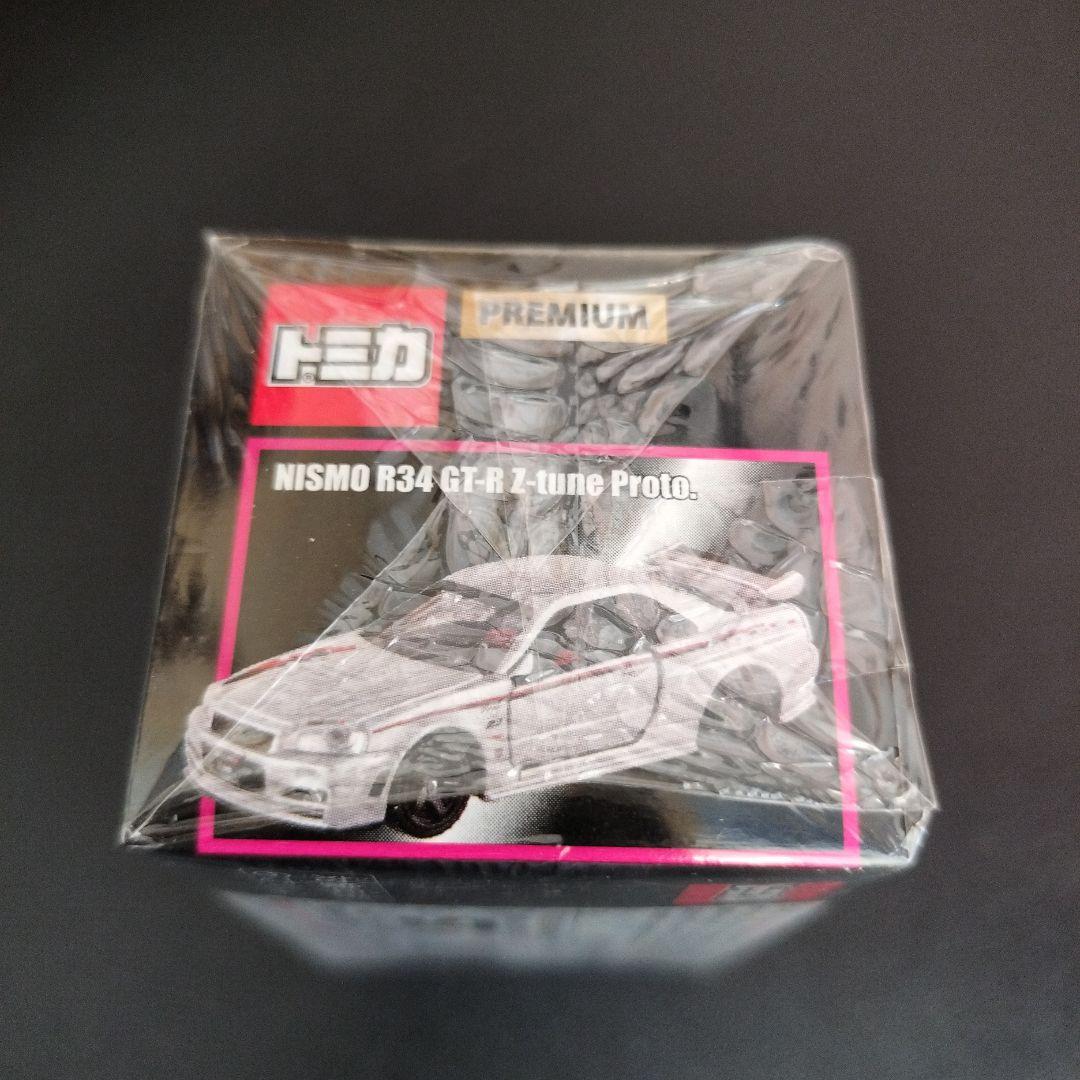 トミカ
PREMIUM
NISMO R34 GT-R Z-tune Proto.